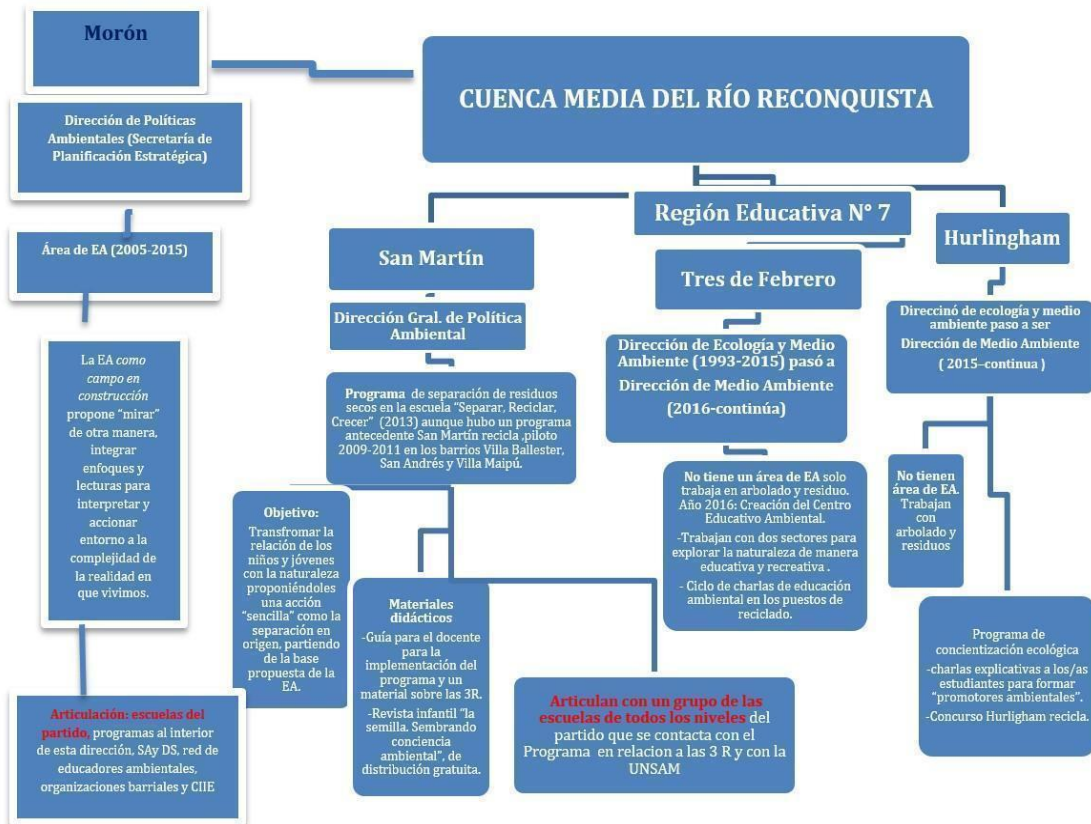 Morón
Dirección de Políticas
Ambientales (Secretaría de
Planificación Estratégica)
Área de EA (2005-2015)
La EA como
campo en
construcción
propone “mirar”
de otra manera,
integrar
enfoques y
lecturas para
interpretar y
accionar
entorno a la
complejidad de
la realidad en
que vivimos.
Articulación: escuelas del
partido, programas al interior
de esta dirección, SAy DS, red de
educadores ambientales,
organizaciones barriales y CIIE
CUENCA MEDIA DEL RÍO RECONQUISTA
Región Educativa N° 7
San Martín
Dirección Gral. de Política
Ambiental
Programa de separación de residuos
secos en la escuela “Separar, Reciclar,
Crecer” (2013) aunque hubo un programa
antecedente San Martín recicla ,piloto
2009-2011 en los barrios Villa Ballester,
San Andrés y Villa Maipú.
Objetivo:
Transfromar la
relación de los
niños y jóvenes
con la naturaleza
proponiéndoles
una acción
“sencilla” como la
separación en
origen, partiendo
de la base
propuesta de la
EA.
Materiales
didácticos
-Guía para el docente
para la
implementación del
programa y un
material sobre las 3R.
-Revista infantil “la
semilla. Sembrando
conciencia
ambiental”, de
distribución gratuita.
Articulan con un grupo de las
escuelas de todos los niveles del
partido que se contacta con el
Programa en relacion a las 3 R y con la
UNSAM
Tres de Febrero
Dirección de Ecología y Medio
Ambiente (1993-2015) pasó a
Dirección de Medio Ambiente
(2016-continúa)
No tiene un área de EA solo
trabaja en arbolado y residuo.
Año 2016: Creación del Centro
Educativo Ambiental.
-Trabajan con dos sectores para
explorar la naturaleza de manera
educativa y recreativa .
- Ciclo de charlas de educación
ambiental en los puestos de
reciclado.
Hurlingham
Direccinó de ecología y medio
ambiente paso a ser
Dirección de Medio Ambiente
( 2015–continua )
No tienen
área de EA.
Trabajan
con
arbolado y
residuos
Programa de
concientización ecológica
-charlas explicativas a los/as
estudiantes para formar
“promotores ambientales”.
-Concurso Hurligham recicla.